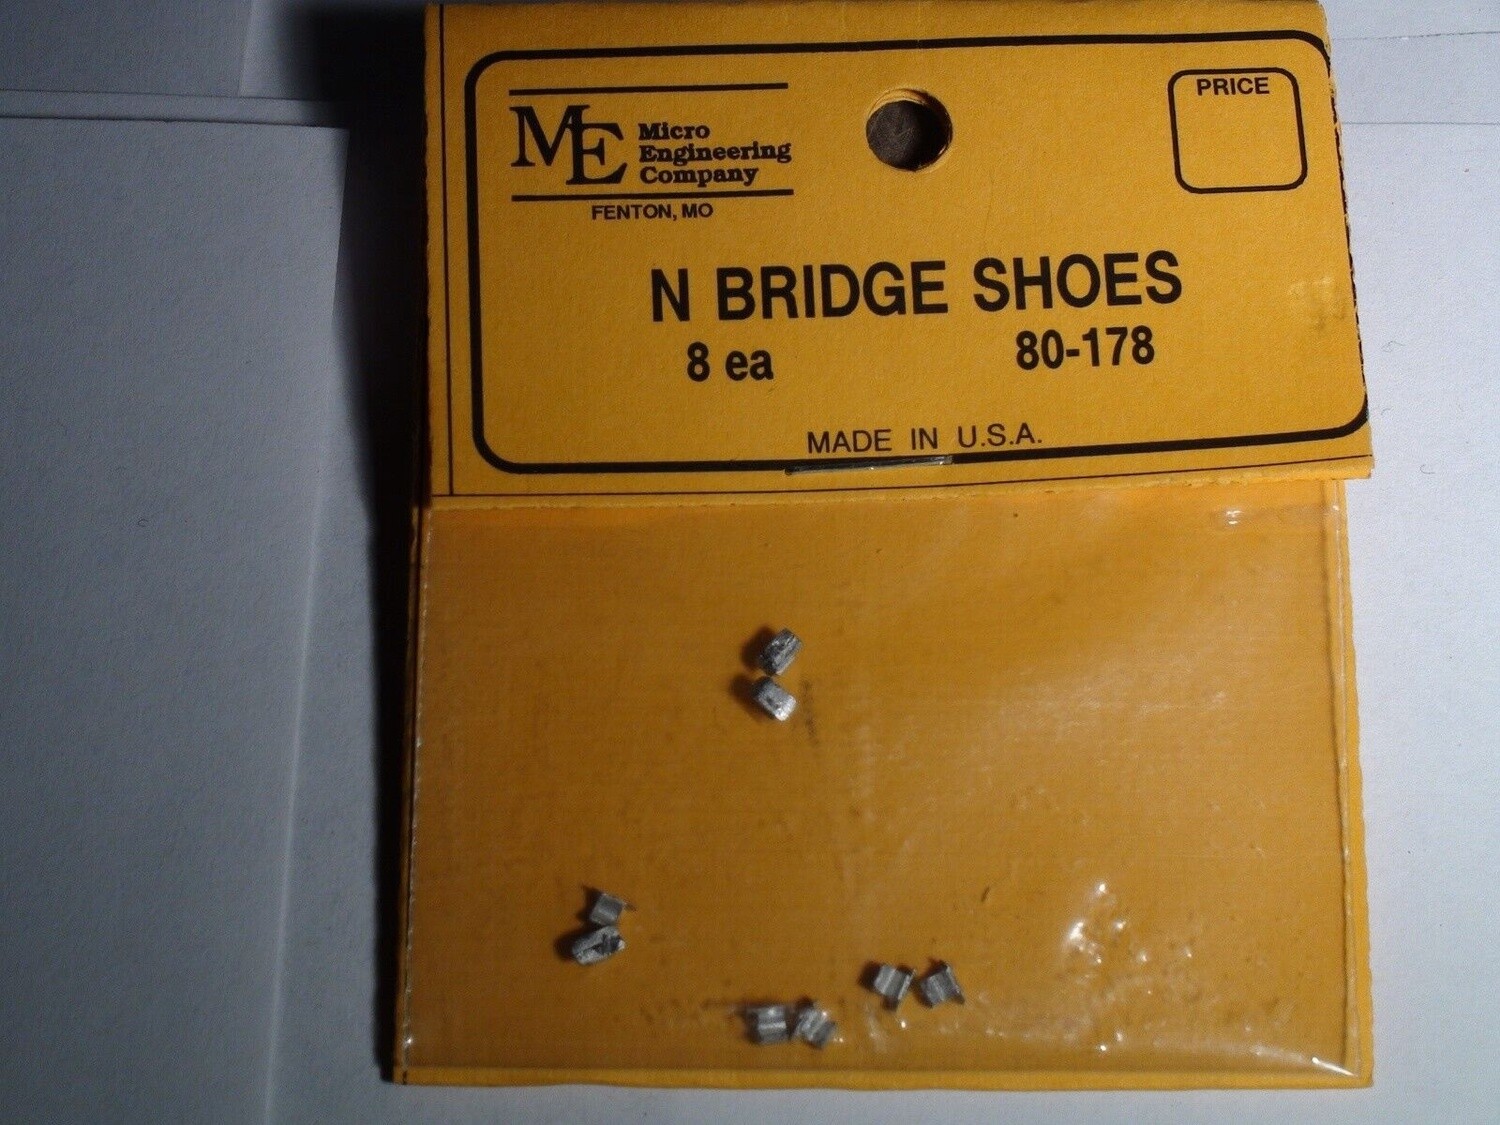 ME Micro
Engineering
Company
FENTON, MO
PRICE
N BRIDGE SHOES
8 ea 80-178
MADE IN U.S.A.